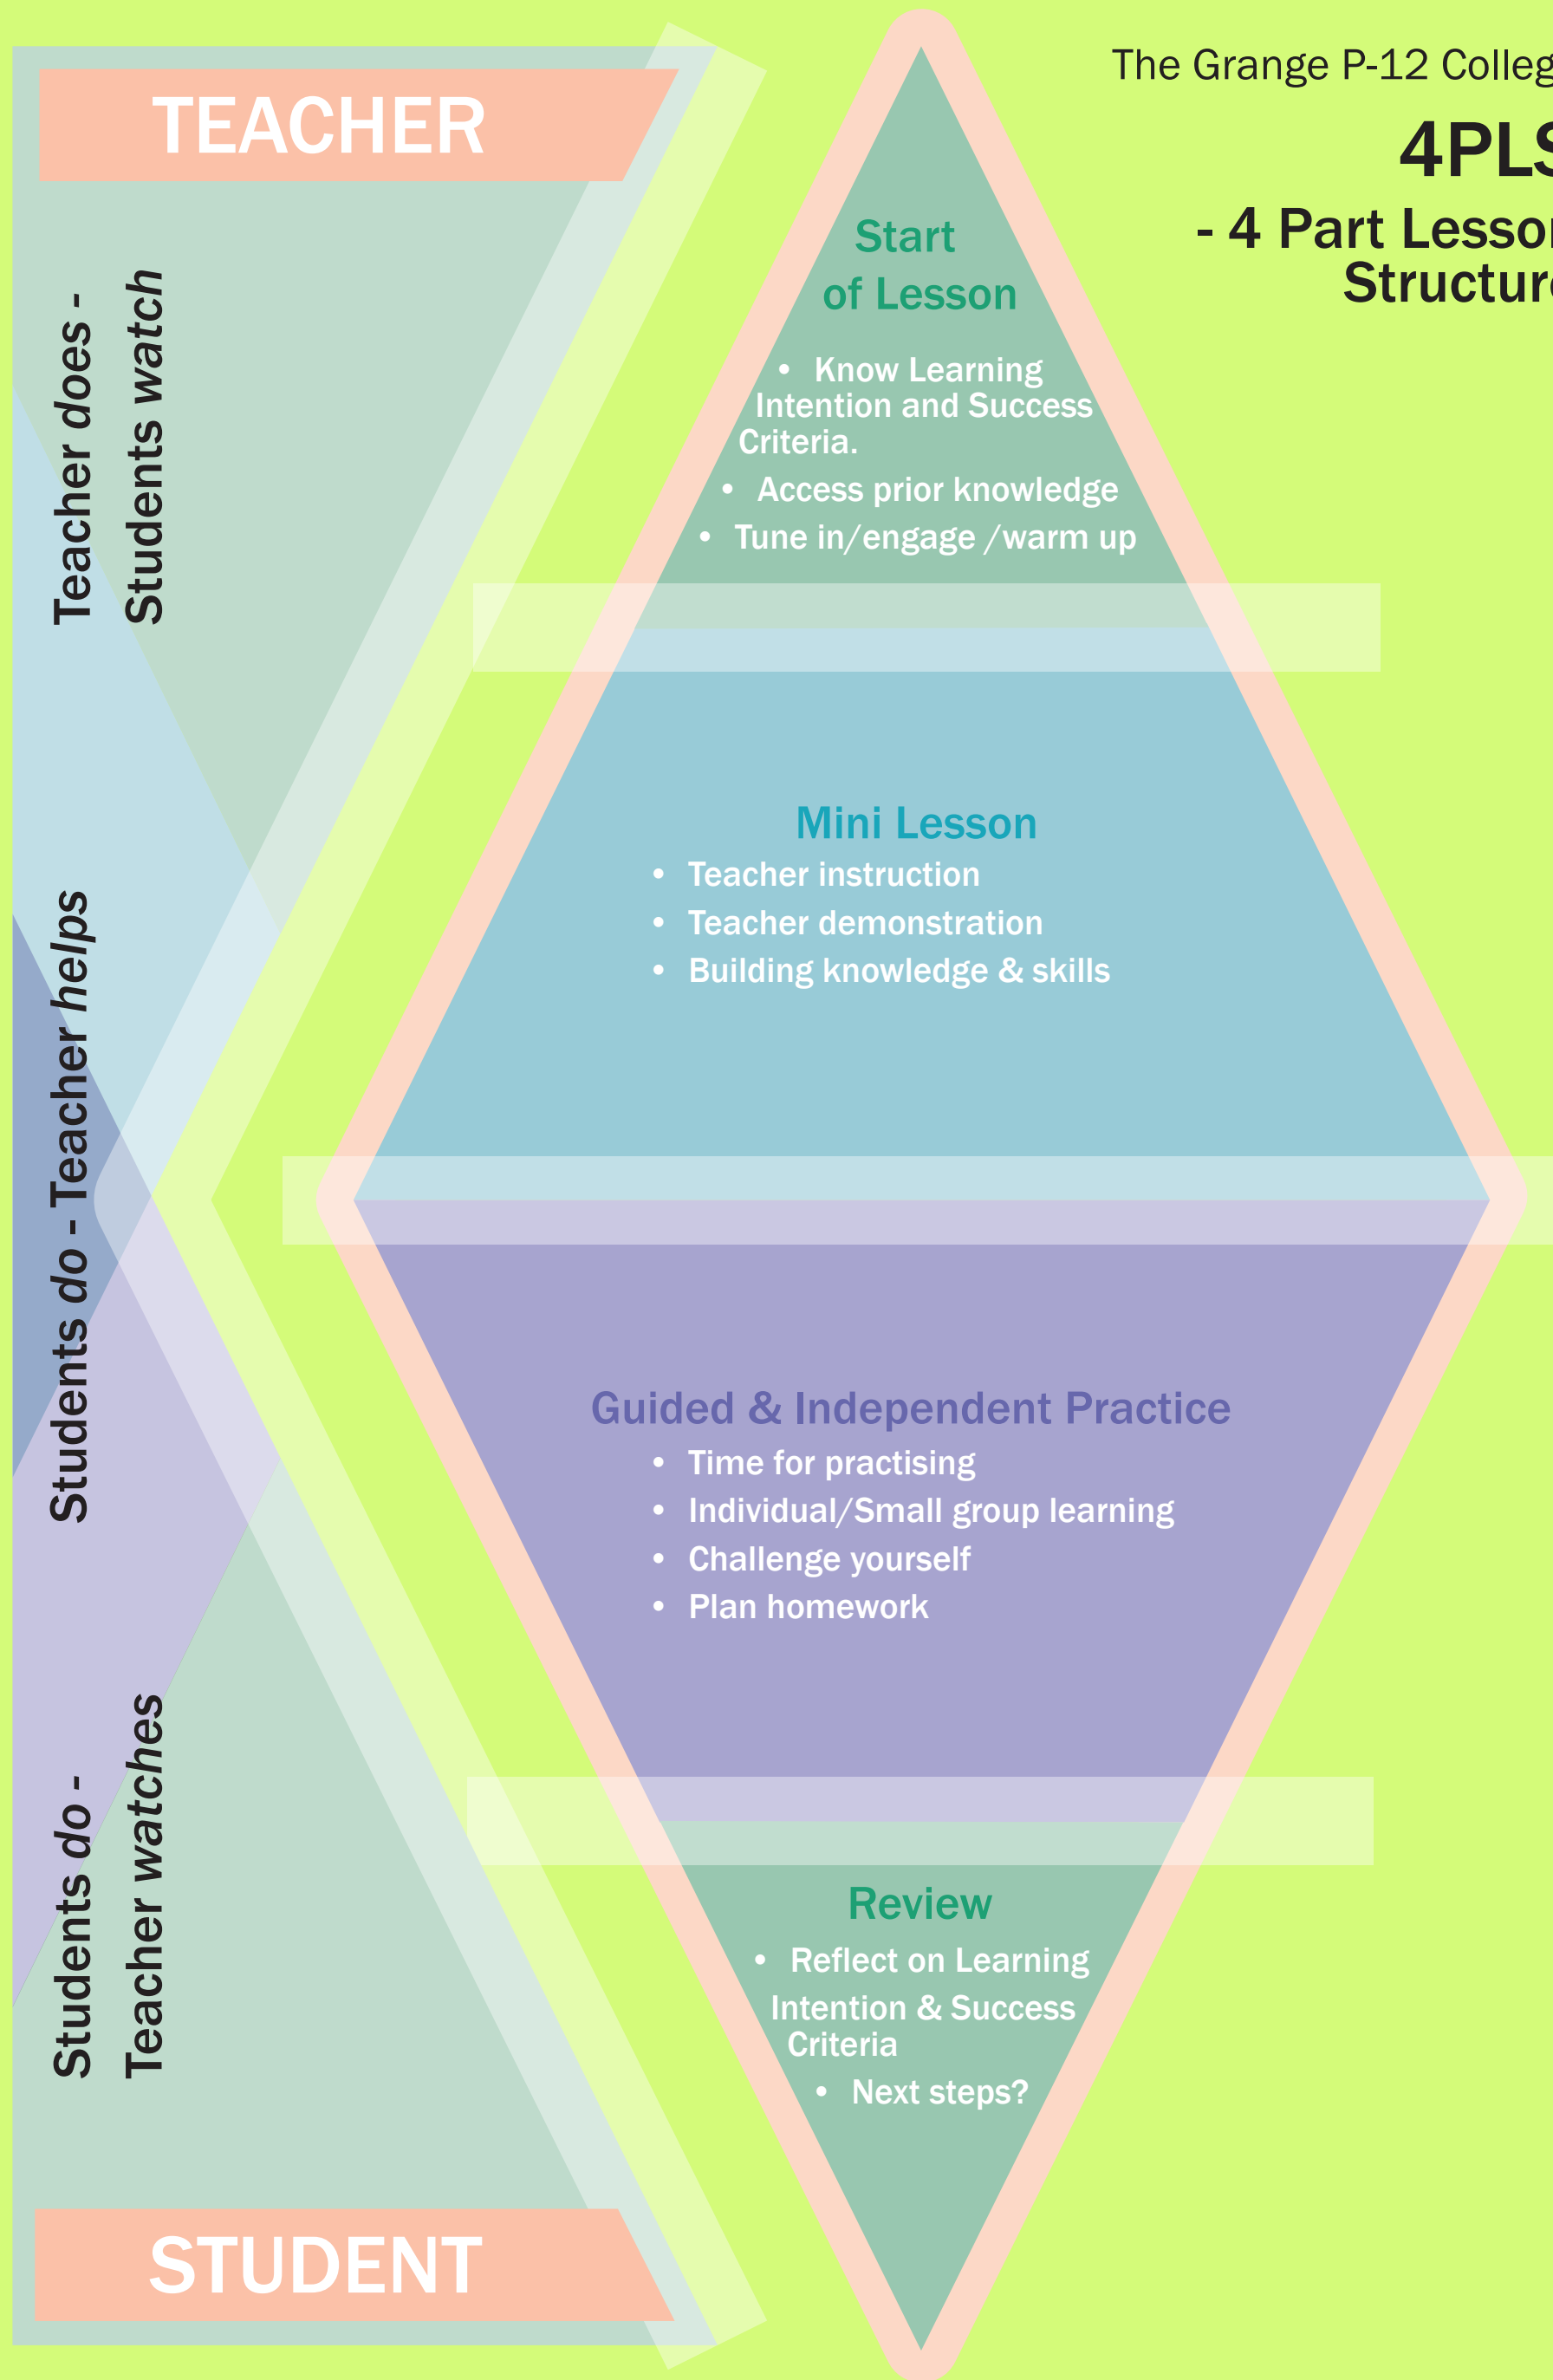 The Grange P-12 Colleg
4PLS
- 4 Part Lesson
Structure
TEACHER
Teacher does -
Students watch
Students do - Teacher helps
Students do -
Teacher watches
STUDENT
Start
of Lesson
• Know Learning
Intention and Success
Criteria.
• Access prior knowledge
• Tune in/engage /warm up
Mini Lesson
• Teacher instruction
• Teacher demonstration
• Building knowledge & skills
Guided & Independent Practice
• Time for practising
• Individual/Small group learning
• Challenge yourself
• Plan homework
Review
• Reflect on Learning
Intention & Success
Criteria
• Next steps?